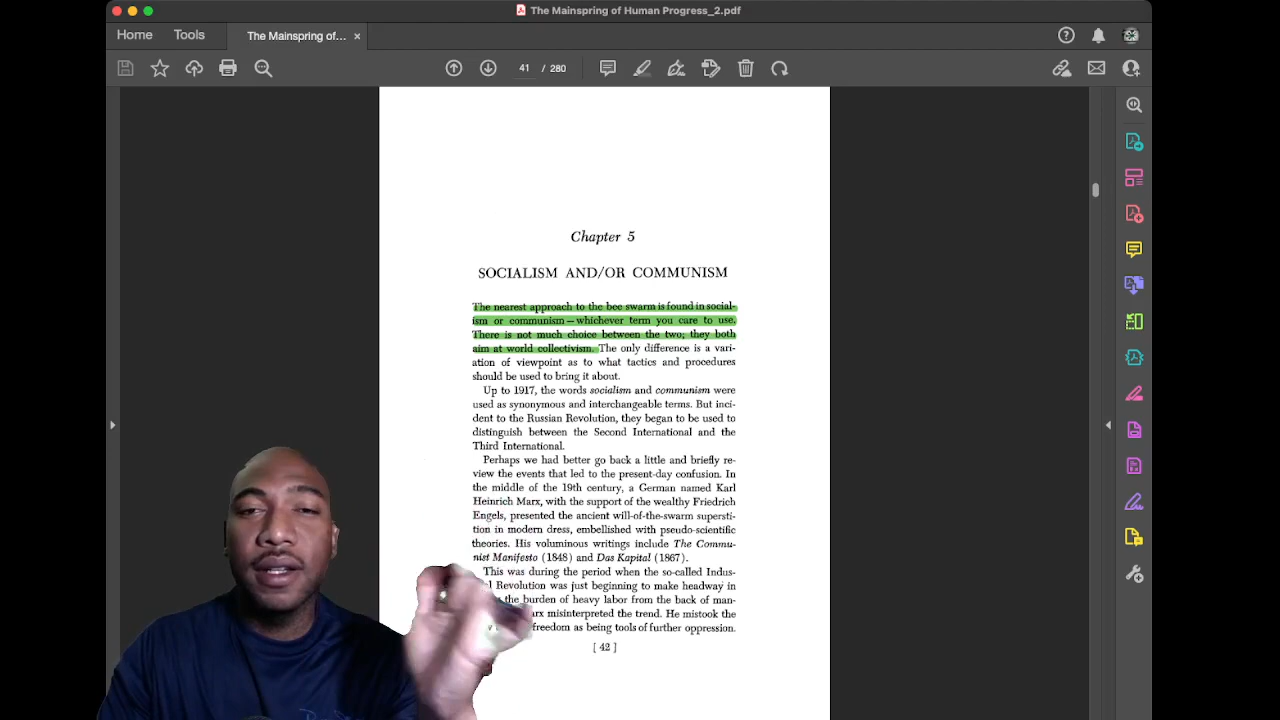 The Mainspring of Human Progress_2.pdf
Home Tools The Mainspring of... ×
41 / 280
Chapter 5
SOCIALISM AND/OR COMMUNISM
The nearest approach to the bee swarm is found in social-
ism or communism—whichever term you care to use.
There is not much choice between the two; they both
aim at world collectivism. The only difference is a vari-
ation of viewpoint as to what tactics and procedures
should be used to bring it about.
Up to 1917, the words socialism and communism were
used as synonymous and interchangeable terms. But inci-
dent to the Russian Revolution, they began to be used to
distinguish between the Second International and the
Third International.
Perhaps we had better go back a little and briefly re-
view the events that led to the present-day confusion. In
the middle of the 19th century, a German named Karl
Heinrich Marx, with the support of the wealthy Friedrich
Engels, presented the ancient will-of-the-swarm supersti-
tion in modern dress, embellished with pseudo-scientific
theories. His voluminous writings include The Commu-
nist Manifesto (1848) and Das Kapital (1867).
This was during the period when the so-called Indus-
Revolution was just beginning to make headway in
the burden of heavy labor from the back of man-
misinterpreted the trend. He mistook the
freedom as being tools of further oppression.
[ 42 ]